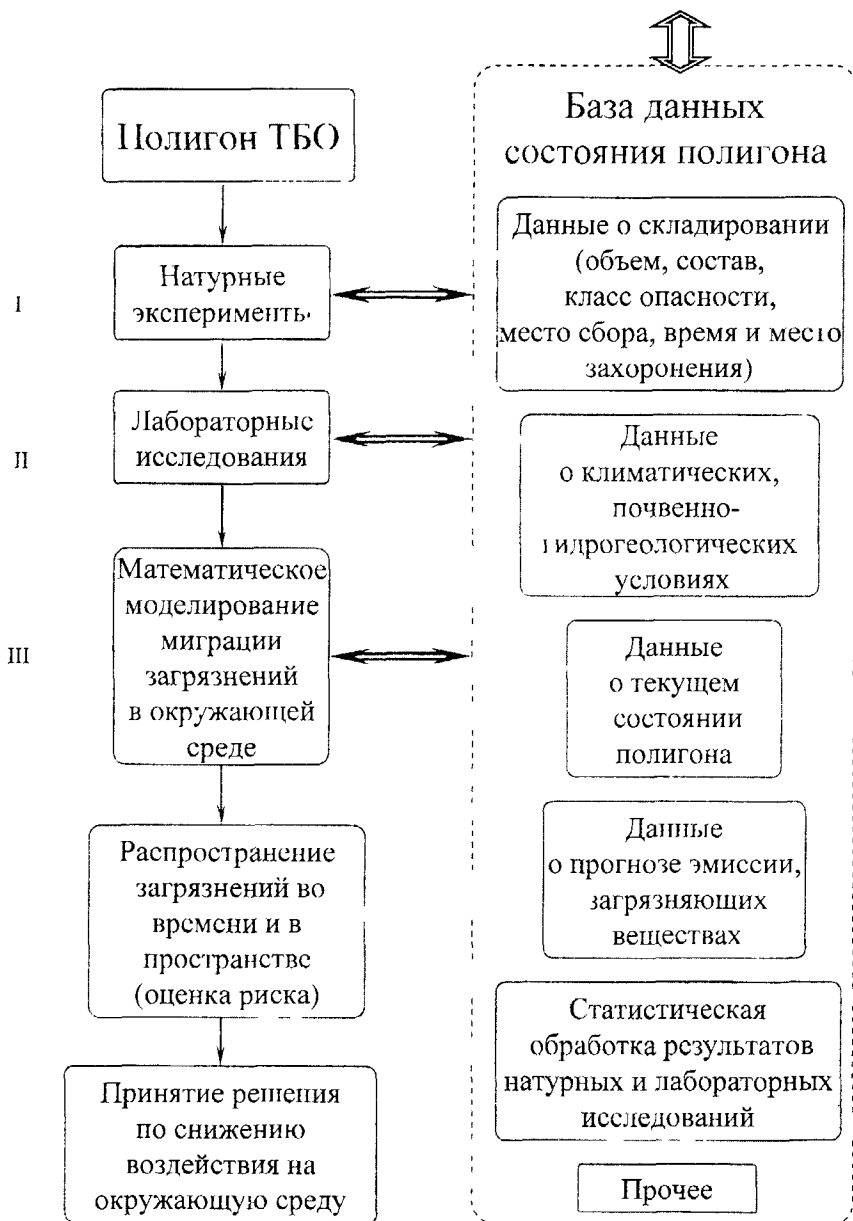 Полигон ТБО
I
Натурные
эксперименты
II
Лабораторные
исследования
III
Математическое
моделирование
миграции
загрязнений
в окружающей
среде
Распространение
загрязнений во
времени и в
пространстве
(оценка риска)
Принятие решения
по снижению
воздействия на
окружающую среду
База данных
состояния полигона
Данные о складировании
(объем, состав,
класс опасности,
место сбора, время и место
захоронения)
Данные
о климатических,
почвенно-
гидрогеологических
условиях
Данные
о текущем
состоянии
полигона
Данные
о прогнозе эмиссии,
загрязняющих
веществах
Статистическая
обработка результатов
натурных и лабораторных
исследований
Прочее